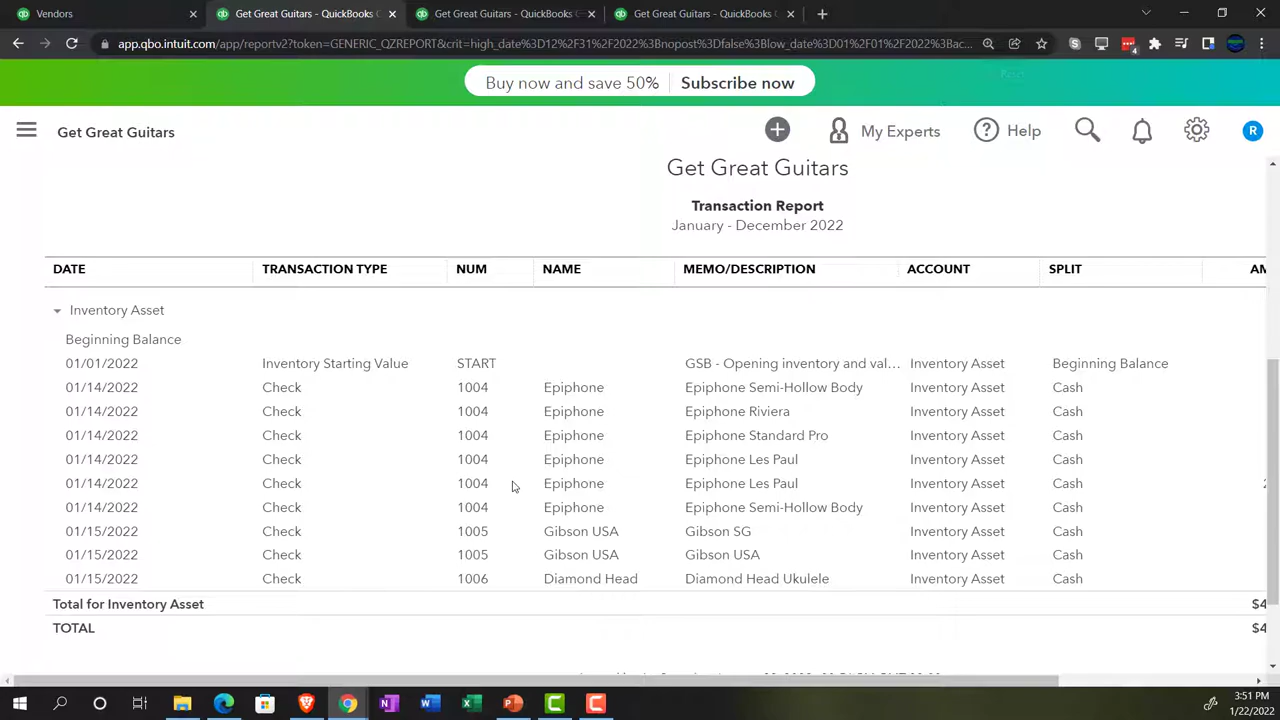 Vendors
Get Great Guitars - QuickBooks C
Get Great Guitars - QuickBooks C
Get Great Guitars - QuickBooks C
app.qbo.intuit.com/app/reportv2?token=GENERIC_QZREPORT&crit=high_date%3D12%2F31%2F2022%3Bnopost%3Dfalse%3Blow_date%3D01%2F01%2F2022%3Bac...
4
Buy now and save 50% Subscribe now
Get Great Guitars
My Experts
Help
R
Get Great Guitars
Transaction Report
January - December 2022
DATE TRANSACTION TYPE NUM NAME MEMO/DESCRIPTION ACCOUNT SPLIT AM
Inventory Asset
Beginning Balance
01/01/2022 Inventory Starting Value START GSB - Opening inventory and val... Inventory Asset Beginning Balance
01/14/2022 Check 1004 Epiphone Epiphone Semi-Hollow Body Inventory Asset Cash
01/14/2022 Check 1004 Epiphone Epiphone Riviera Inventory Asset Cash
01/14/2022 Check 1004 Epiphone Epiphone Standard Pro Inventory Asset Cash
01/14/2022 Check 1004 Epiphone Epiphone Les Paul Inventory Asset Cash
01/14/2022 Check 1004 Epiphone Epiphone Les Paul Inventory Asset Cash 2
01/14/2022 Check 1004 Epiphone Epiphone Semi-Hollow Body Inventory Asset Cash
01/15/2022 Check 1005 Gibson USA Gibson SG Inventory Asset Cash
01/15/2022 Check 1005 Gibson USA Gibson USA Inventory Asset Cash
01/15/2022 Check 1006 Diamond Head Diamond Head Ukulele Inventory Asset Cash
Total for Inventory Asset $4
TOTAL $4
3:51 PM
1/22/2022